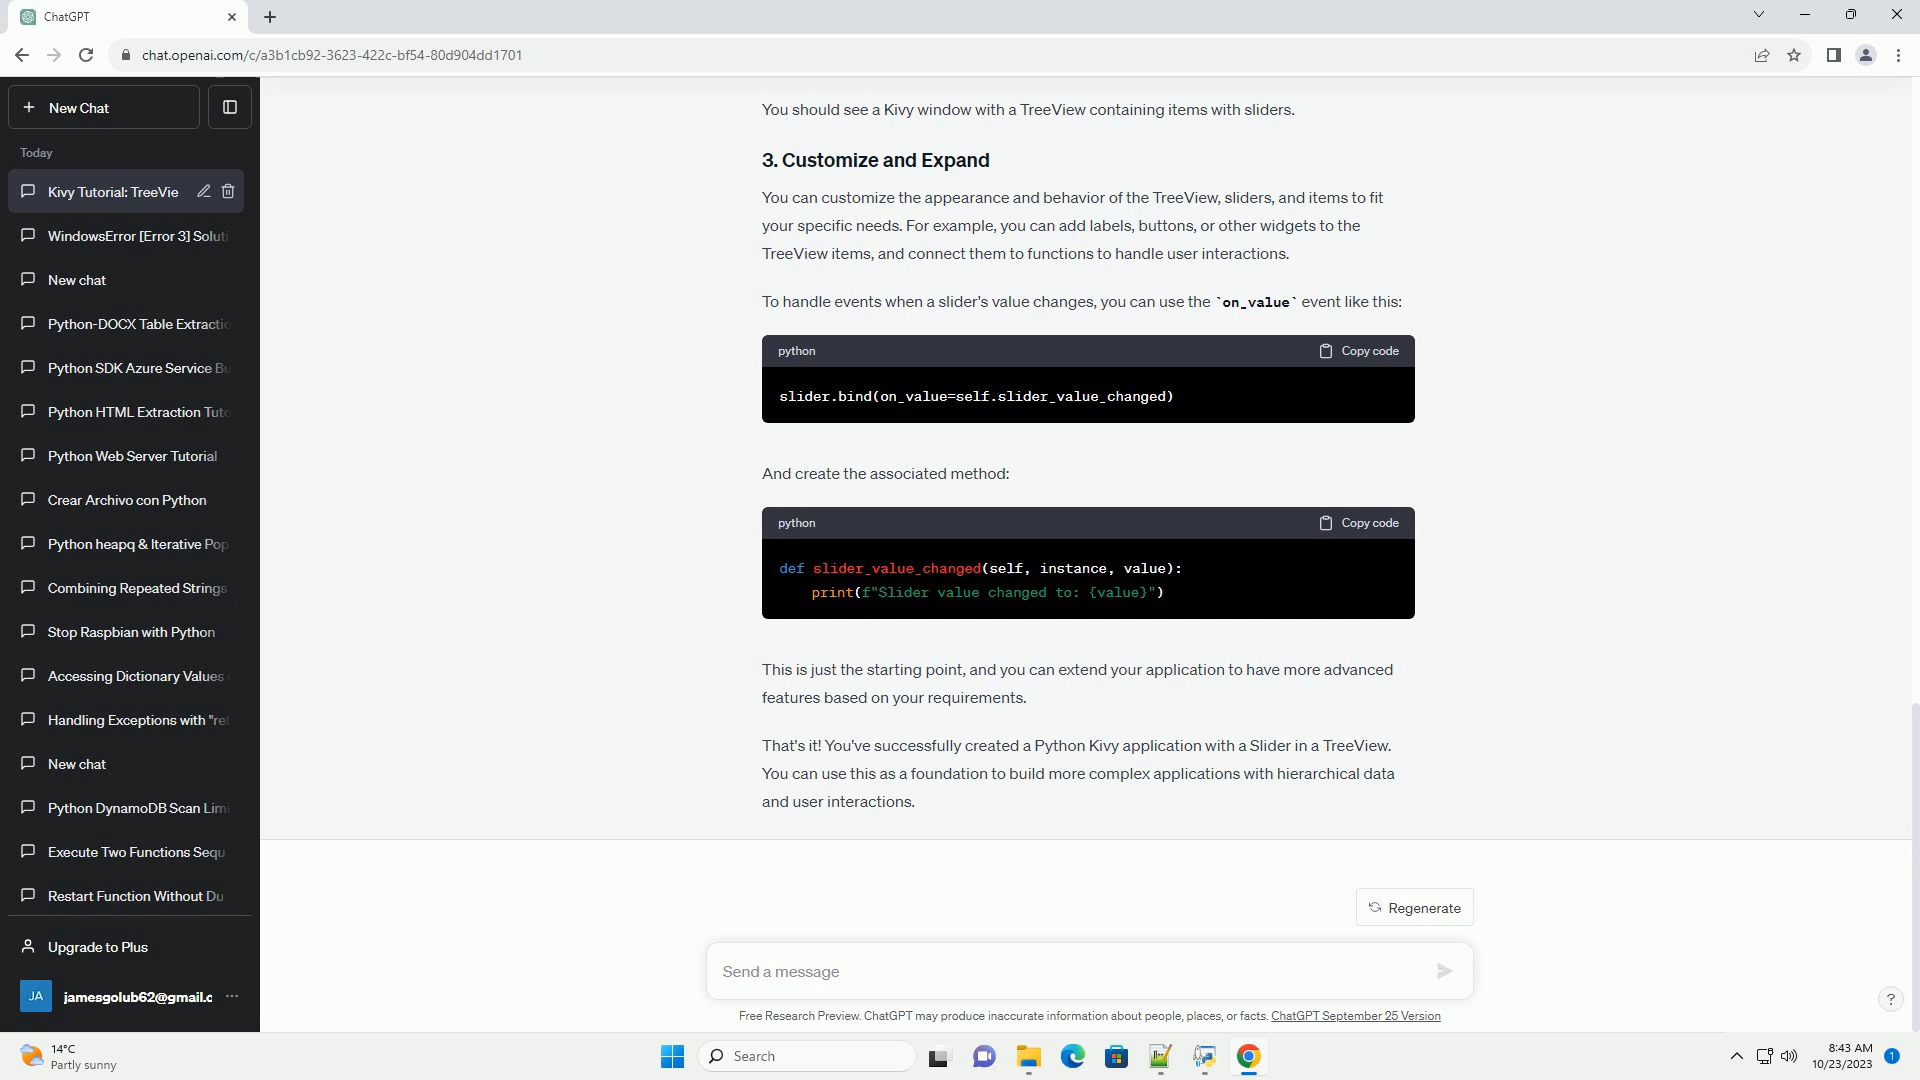 ChatGPT
chat.openai.com/c/a3b1cb92-3623-422c-bf54-80d904dd1701
New Chat
Today
Kivy Tutorial: TreeVie
WindowsError [Error 3] Soluti
New chat
Python-DOCX Table Extractio
Python SDK Azure Service Bu
Python HTML Extraction Tuto
Python Web Server Tutorial
Crear Archivo con Python
Python heapq & Iterative Pop
Combining Repeated Strings
Stop Raspbian with Python
Accessing Dictionary Values
Handling Exceptions with "ret
New chat
Python DynamoDB Scan Limi
Execute Two Functions Sequ
Restart Function Without Du
Upgrade to Plus
JA
jamesgolub62@gmail.c
You should see a Kivy window with a TreeView containing items with sliders.
3. Customize and Expand
You can customize the appearance and behavior of the TreeView, sliders, and items to fit
your specific needs. For example, you can add labels, buttons, or other widgets to the
TreeView items, and connect them to functions to handle user interactions.
To handle events when a slider's value changes, you can use the `on_value` event like this:
python
Copy code
slider.bind(on_value=self.slider_value_changed)
And create the associated method:
python
Copy code
def slider_value_changed(self, instance, value):
print(f"Slider value changed to: {value}")
This is just the starting point, and you can extend your application to have more advanced
features based on your requirements.
That's it! You've successfully created a Python Kivy application with a Slider in a TreeView.
You can use this as a foundation to build more complex applications with hierarchical data
and user interactions.
Regenerate
Send a message
Free Research Preview. ChatGPT may produce inaccurate information about people, places, or facts. ChatGPT September 25 Version
?
14°C
Partly sunny
Search
8:43 AM
10/23/2023
1